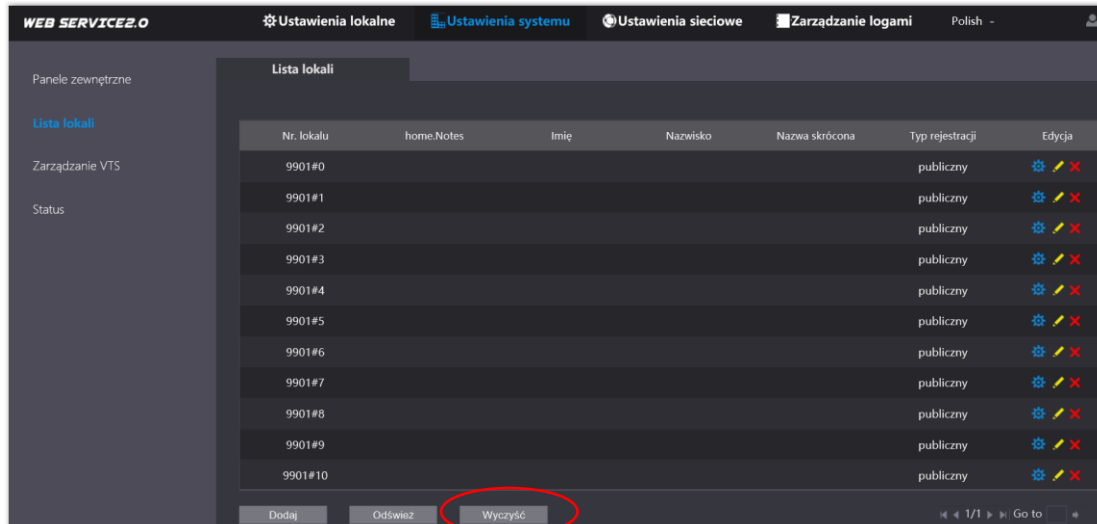 WEB SERVICE2.0 Ustawienia lokalne Ustawienia systemu Ustawienia sieciowe Zarządzanie logami Polish
Panele zewnętrzne
Lista lokali
Zarządzanie VTS
Status
Lista lokali
Nr. lokalu home.Notes Imię Nazwisko Nazwa skrócona Typ rejestracji Edycja
9901#0 publiczny
9901#1 publiczny
9901#2 publiczny
9901#3 publiczny
9901#4 publiczny
9901#5 publiczny
9901#6 publiczny
9901#7 publiczny
9901#8 publiczny
9901#9 publiczny
9901#10 publiczny
Dodaj Odśwież Wyczyść 1/1 Go to